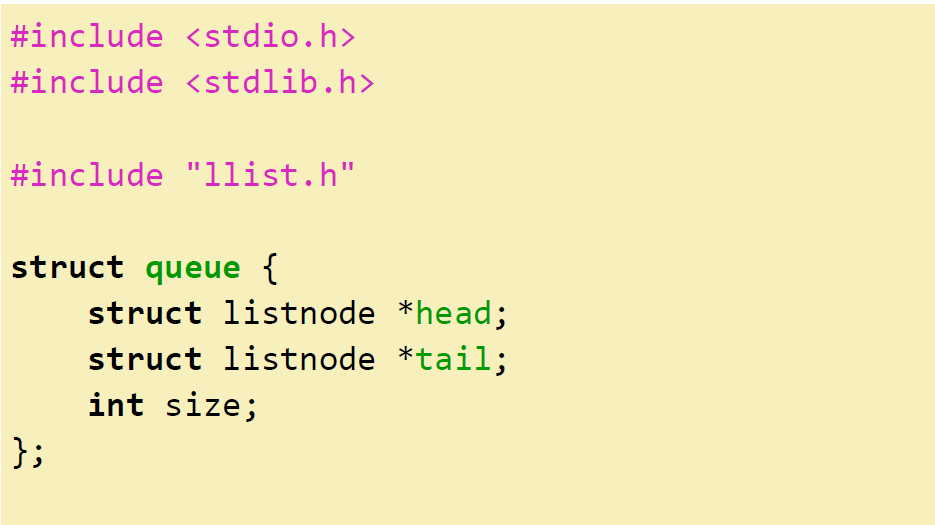 #include <stdio.h>
#include <stdlib.h>
#include "llist.h"
struct queue {
    struct listnode *head;
    struct listnode *tail;
    int size;
};